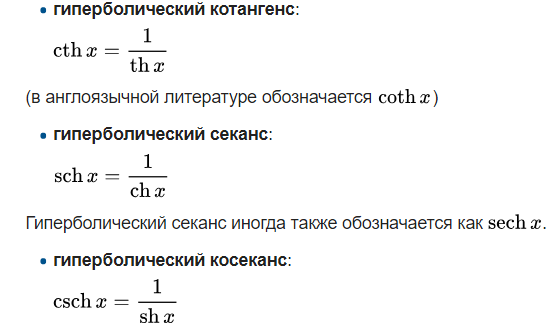 • гиперболический котангенс:
cth x = 1 / th x
(в англоязычной литературе обозначается coth x)
• гиперболический секанс:
sch x = 1 / ch x
Гиперболический секанс иногда также обозначается как sech x.
• гиперболический косеканс:
csch x = 1 / sh x